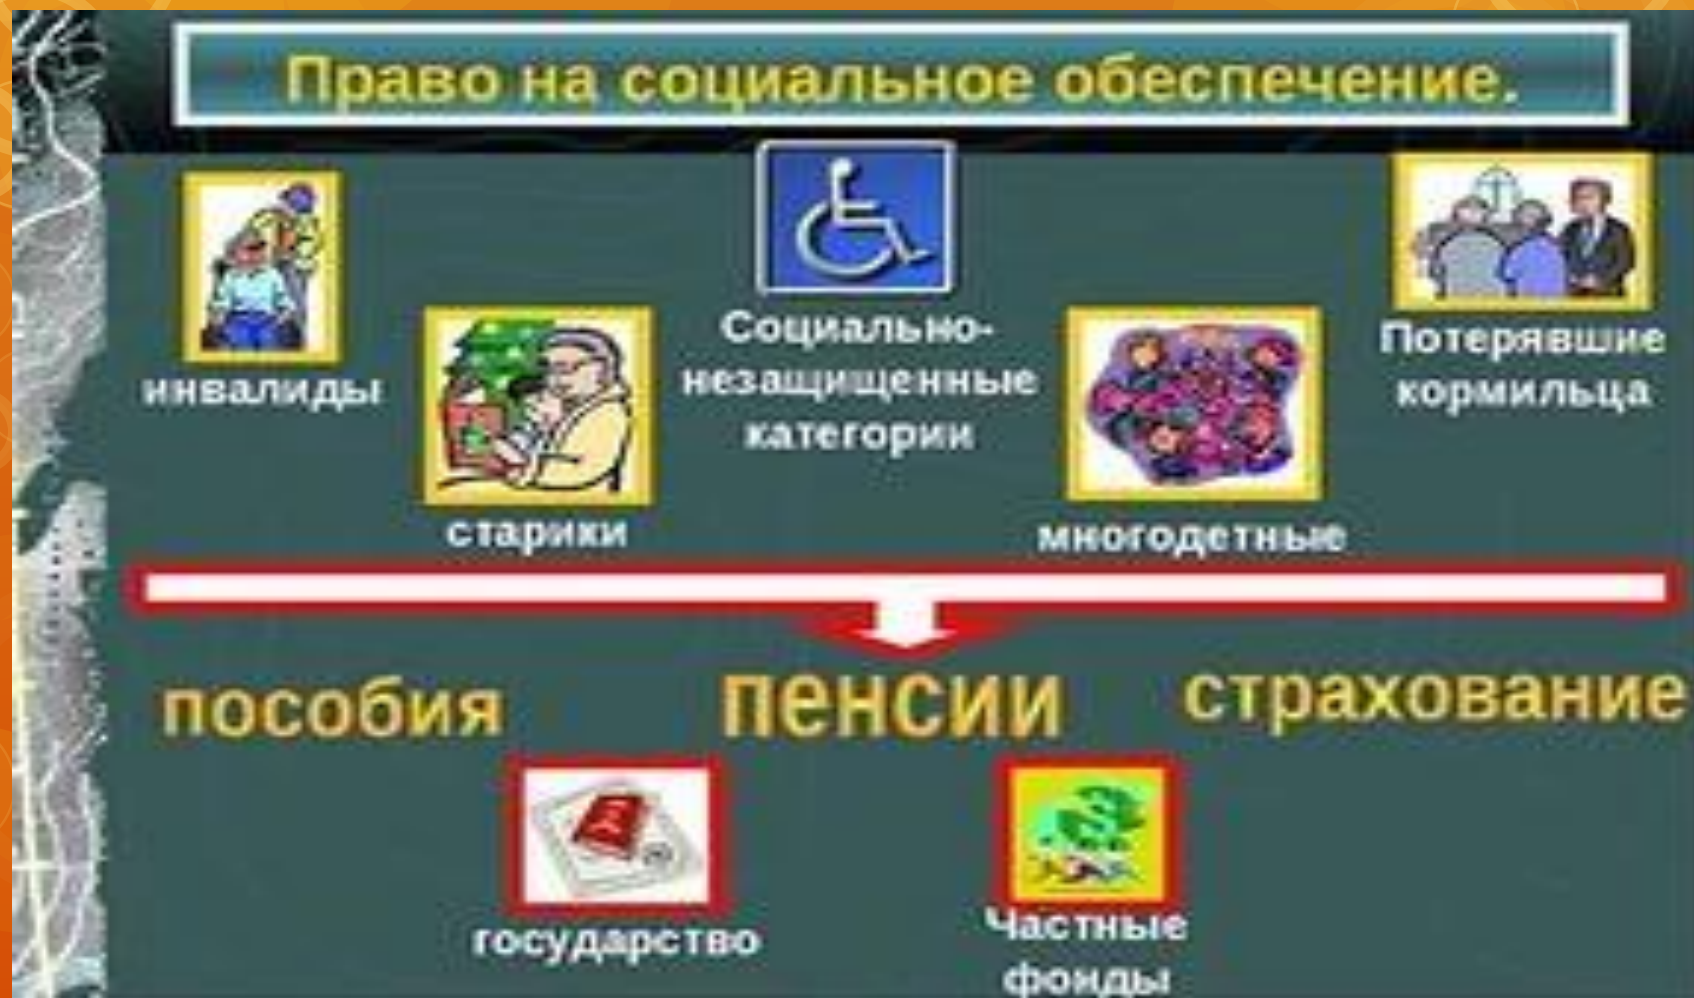 Право на социальное обеспечение.
инвалиды
старики
Социально-
незащищенные
категории
многодетные
Потерявшие
кормильца
пособия
пенсии
страхование
государство
Частные
фонды